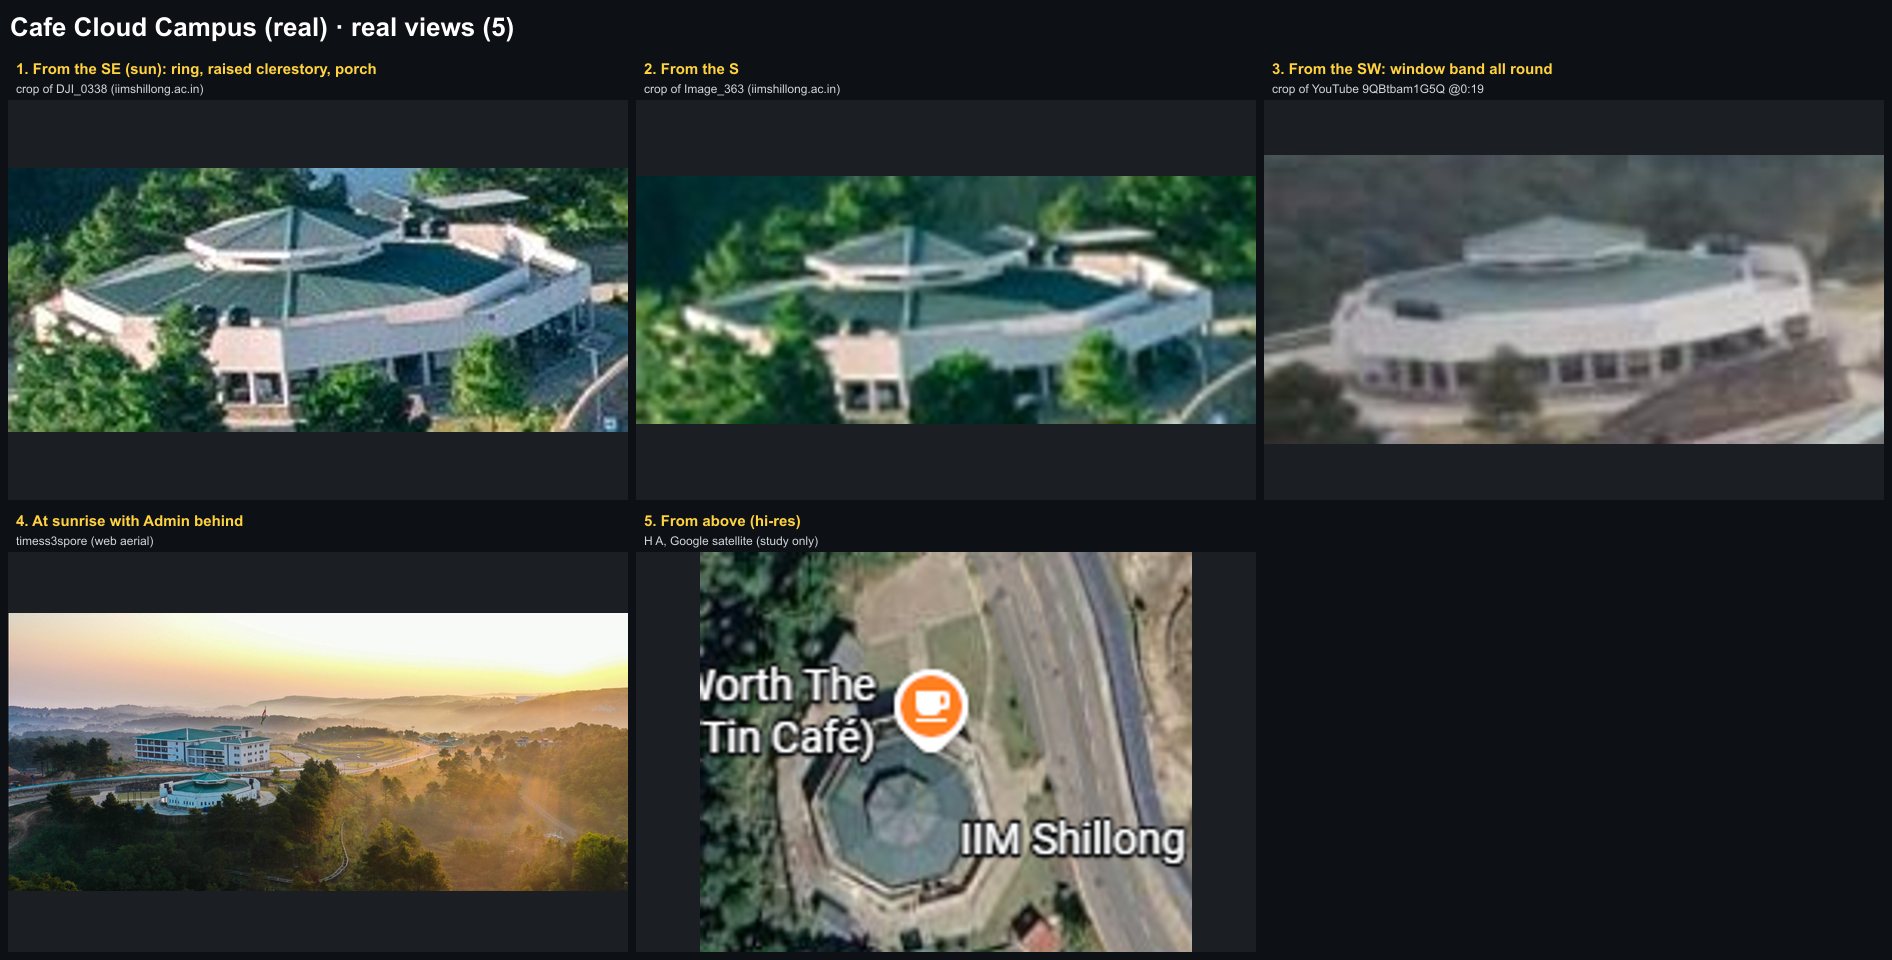 Cafe Cloud Campus (real) · real views (5)
1. From the SE (sun): ring, raised clerestory, porch
crop of DJI_0338 (iimshillong.ac.in)
2. From the S
crop of Image_363 (iimshillong.ac.in)
3. From the SW: window band all round
crop of YouTube 9QBtbam1G5Q @0:19
4. At sunrise with Admin behind
timess3spore (web aerial)
5. From above (hi-res)
H A, Google satellite (study only)
Worth The
Tin Café)
IIM Shillong